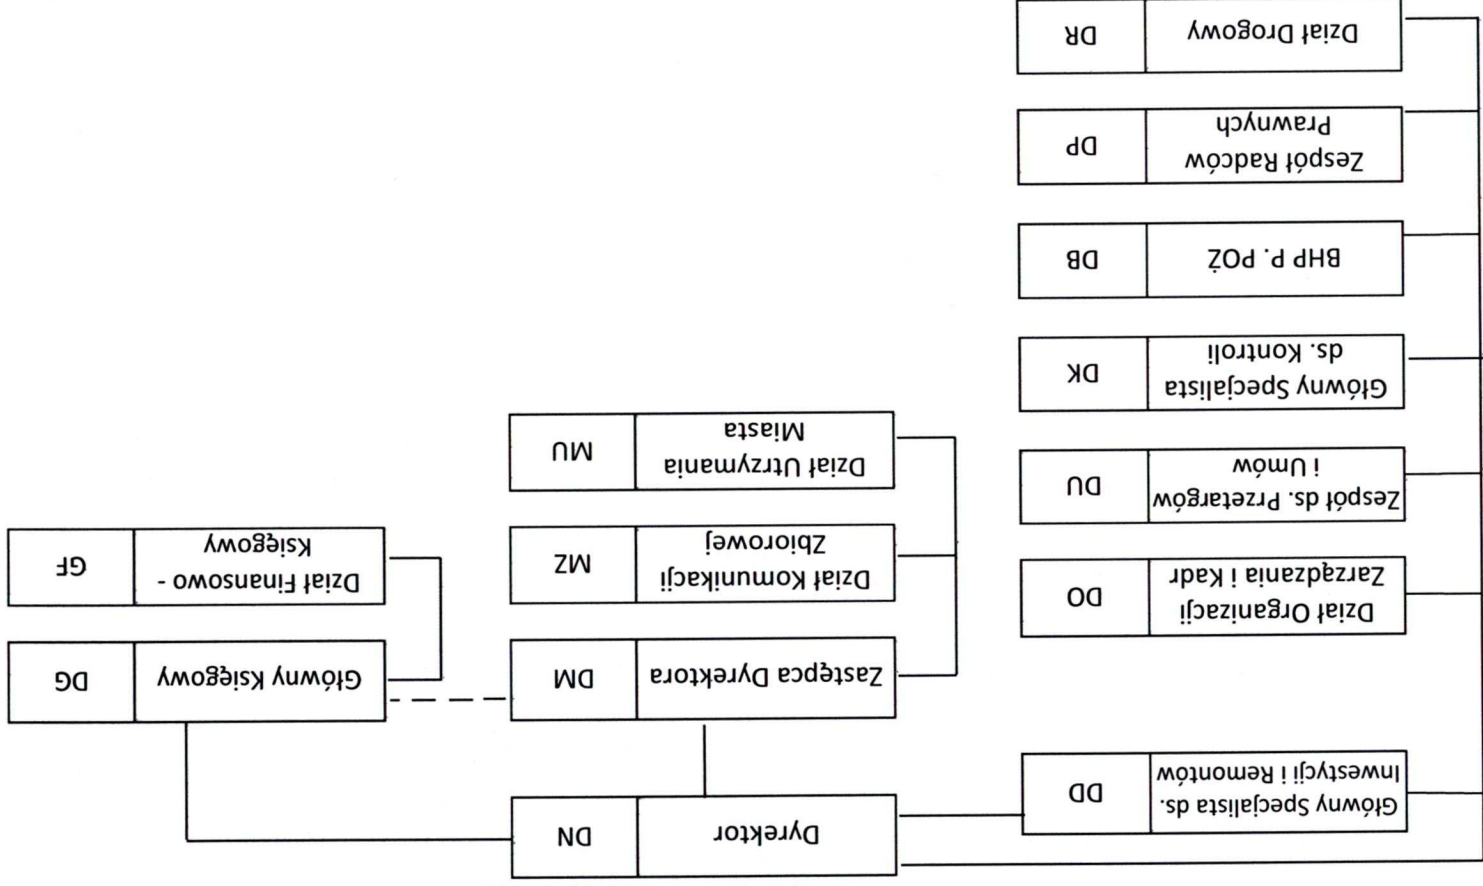 Dyrektor
DN
Główny Specjalista ds.
Inwestycji i Remontów
DD
Dział Organizacji
Zarządzania i Kadr
DO
Zespół ds. Przetargów
i Umów
DU
Główny Specjalista
ds. Kontroli
DK
BHP P. POŻ
DB
Zespół Radców
Prawnych
DP
Dział Drogowy
DR
Zastępca Dyrektora
DM
Dział Komunikacji
Zbiorowej
MZ
Dział Utrzymania
Miasta
MU
Główny Księgowy
DG
Dział Finansowo -
Księgowy
GF